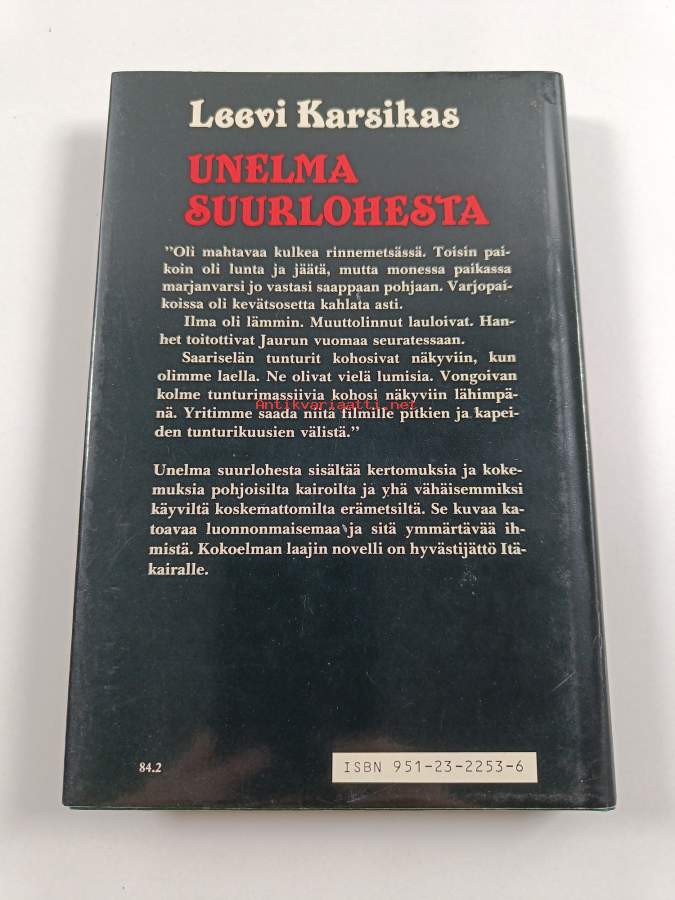 Leevi Karsikas
UNELMA
SUURLOHESTA
”Oli mahtavaa kulkea rinnemetsässä. Toisin pai-
koin oli lunta ja jäätä, mutta monessa paikassa
marjanvarsi jo vastasi saappaan pohjaan. Varjopai-
koissa oli kevätsosetta kahlata asti.
Ilma oli lämmin. Muuttolinnut lauloivat. Han-
het toitottivat Jaurun vuomaa seuratessaan.
Saariselän tunturit kohosivat näkyviin, kun
olimme laella. Ne olivat vielä lumisia. Vongoivan
kolme tunturimassiivia kohosi näkyviin lähimpä-
nä. Yritimme saada niitä filmille pitkien ja kapei-
Antikvariaatti.net
den tunturikuusien välistä.”
Unelma suurlohesta sisältää kertomuksia ja koke-
muksia pohjoisilta kairoilta ja yhä vähäisemmiksi
käyviltä koskemattomilta erämetsiltä. Se kuvaa ka-
toavaa luonnonmaisemaa ja sitä ymmärtävää ih-
mistä. Kokoelman laajin novelli on hyvästijättö Itä-
kairalle.
84.2
ISBN 951-23-2253-6